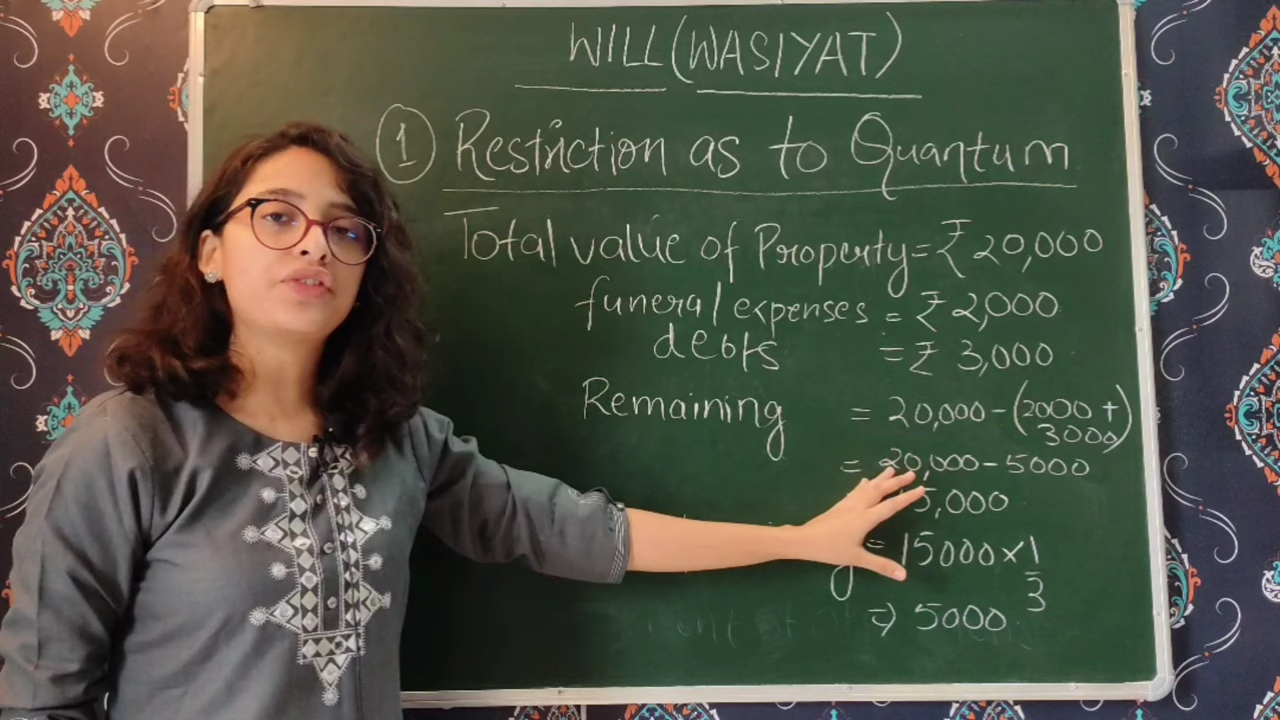 WILL (WASIYAT)
① Restriction as to Quantum
Total value of Property = ₹ 20,000
funeral expenses = ₹ 2,000
debts = ₹ 3,000
Remaining = 20,000 - (2000 + 3000)
= 20,000 - 5000
5,000
= 15000 × 1/3
⇒ 5000